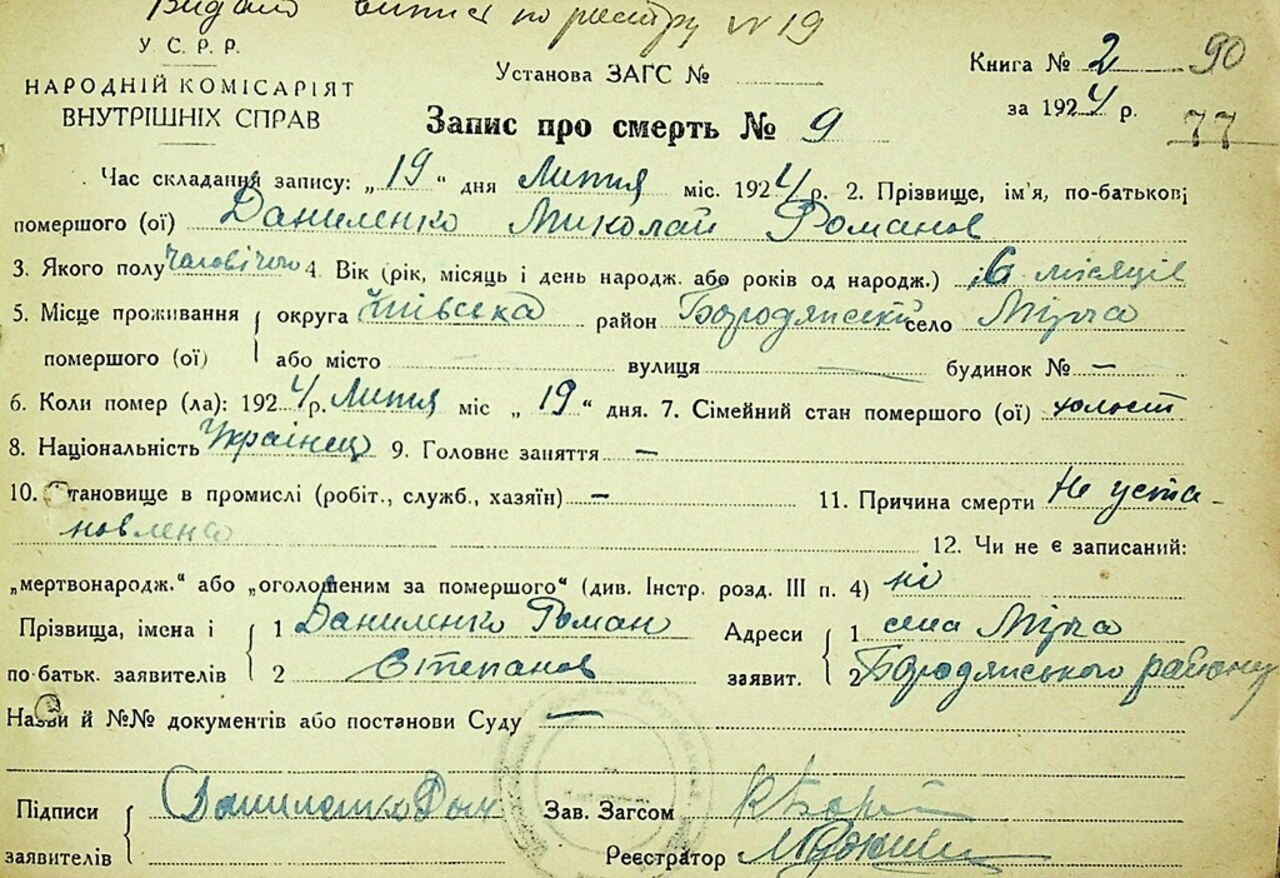 Видано випис по реєстру № 19
У С. Р. Р.
НАРОДНІЙ КОМІСАРІЯТ
ВНУТРІШНІХ СПРАВ
Установа ЗАГС №
Книга № 2 90
за 1924 р. 77
Запис про смерть № 9
Час складання запису: „19“ дня Липня міс. 1924 р. 2. Прізвище, ім'я, по-батькові
помершого (ої) Даниленко Миколай Романов
3. Якого полу чоловічого 4. Вік (рік, місяць і день народж. або років од народж.) 6 місяців
5. Місце проживання округа Київська район Бородянський село Мірча
помершого (ої) або місто — вулиця — будинок № —
6. Коли помер (ла): 1924 р. Липня міс „19“ дня. 7. Сімейний стан помершого (ої) холост
8. Національність Українец 9. Головне заняття —
10. Становище в промислі (робіт., служб., хазяїн) — 11. Причина смерти Не уста-
новлена 12. Чи не є записаний:
„мертвонародж.“ або „оголошеним за помершого“ (див. Інстр. розд. III п. 4) ні
Прізвища, імена і 1 Даниленко Роман Адреси 1 села Мірча
по-батьк. заявителів 2 Степанов заявит. 2 Бородянського району
Назви й №№ документів або постанови Суду —
Підписи Даниленко Ром Зав. Загсом
заявителів Реєстратор